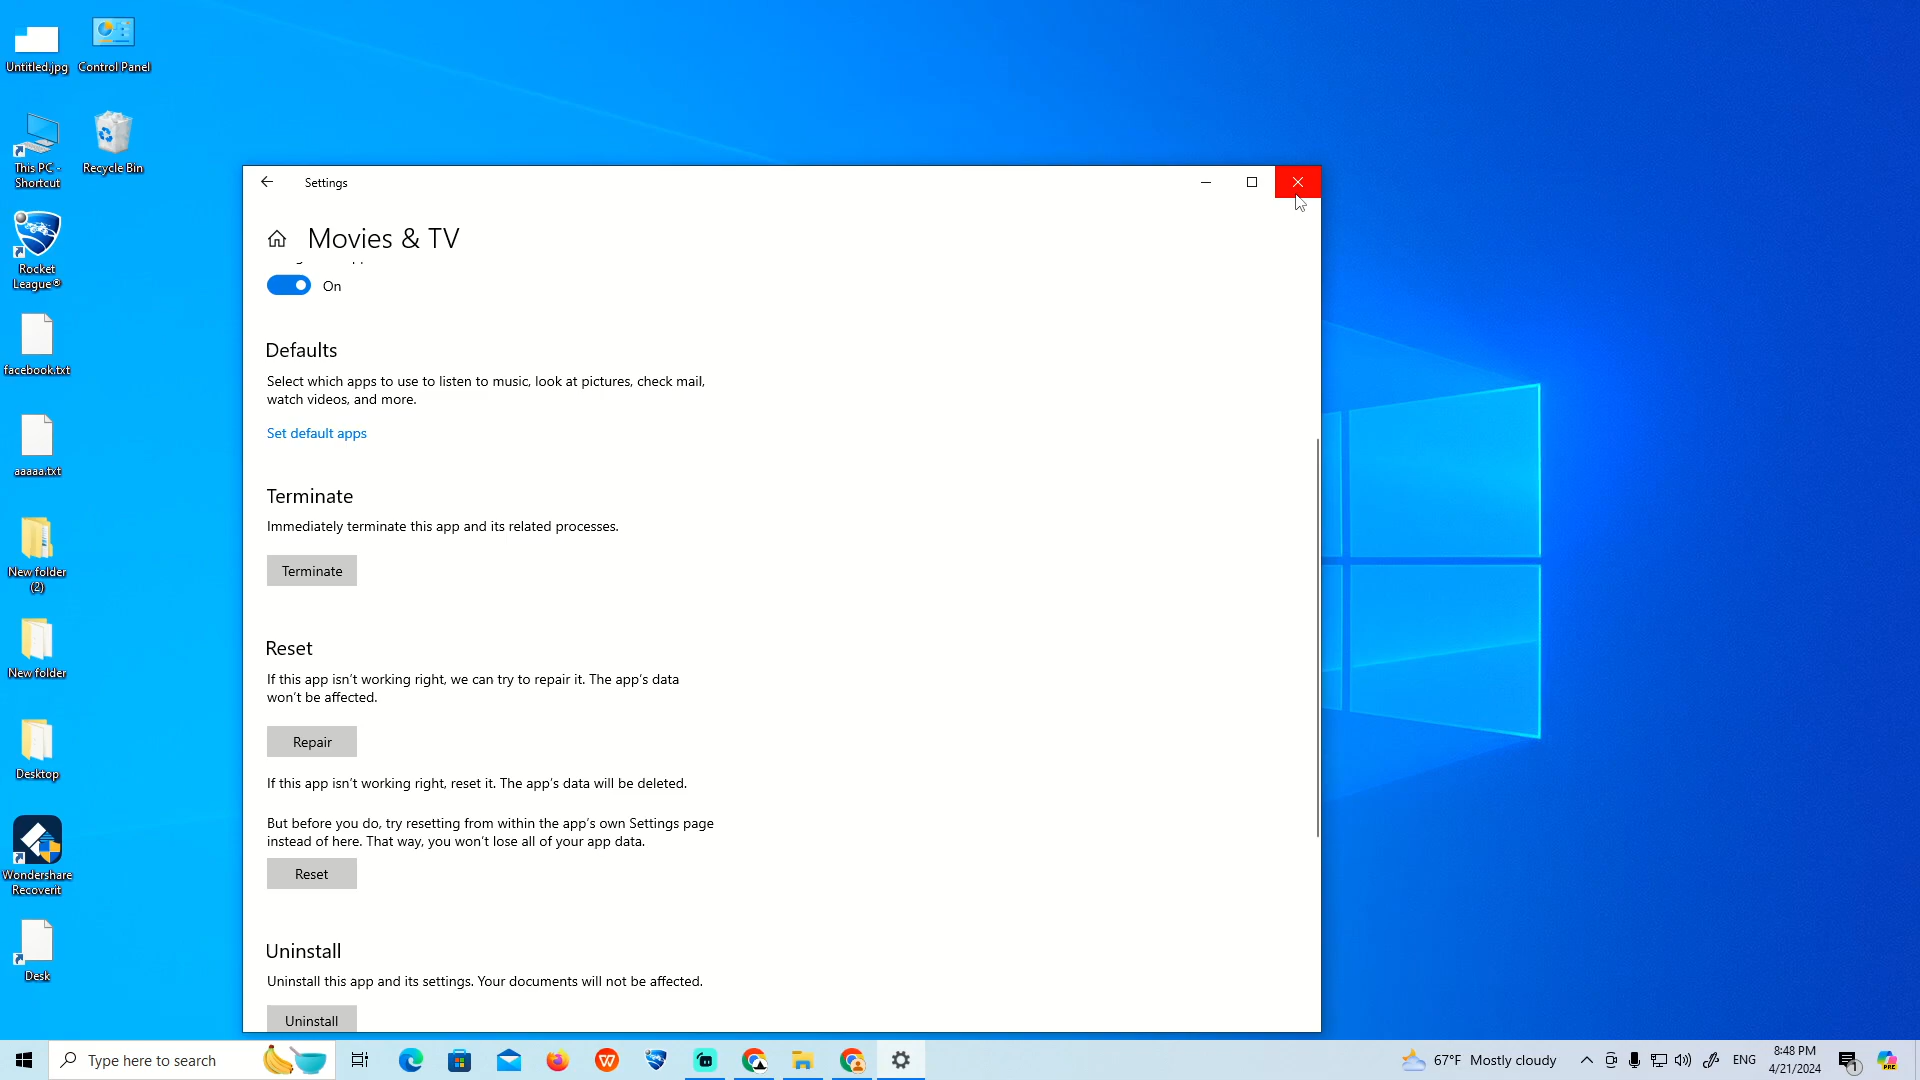 Untitled.jpg
Control Panel
This PC -
Shortcut
Recycle Bin
Rocket
League®
facebook.txt
aaaaa.txt
New folder
(2)
New folder
Desktop
Wondershare
Recoverit
Desk
Settings
Movies & TV
On
Defaults
Select which apps to use to listen to music, look at pictures, check mail,
watch videos, and more.
Set default apps
Terminate
Immediately terminate this app and its related processes.
Terminate
Reset
If this app isn't working right, we can try to repair it. The app's data
won't be affected.
Repair
If this app isn't working right, reset it. The app's data will be deleted.
But before you do, try resetting from within the app's own Settings page
instead of here. That way, you won't lose all of your app data.
Reset
Uninstall
Uninstall this app and its settings. Your documents will not be affected.
Uninstall
Type here to search
67°F Mostly cloudy
ENG
8:48 PM
4/21/2024
1
PRE